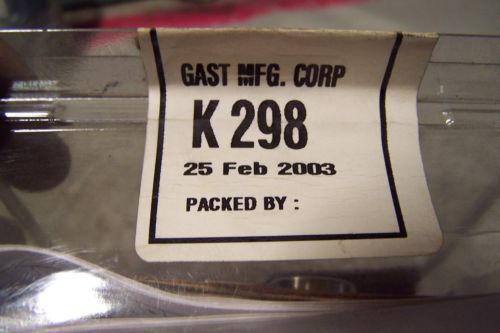 GAST MFG. CORP
K 298
25 Feb 2003
PACKED BY :